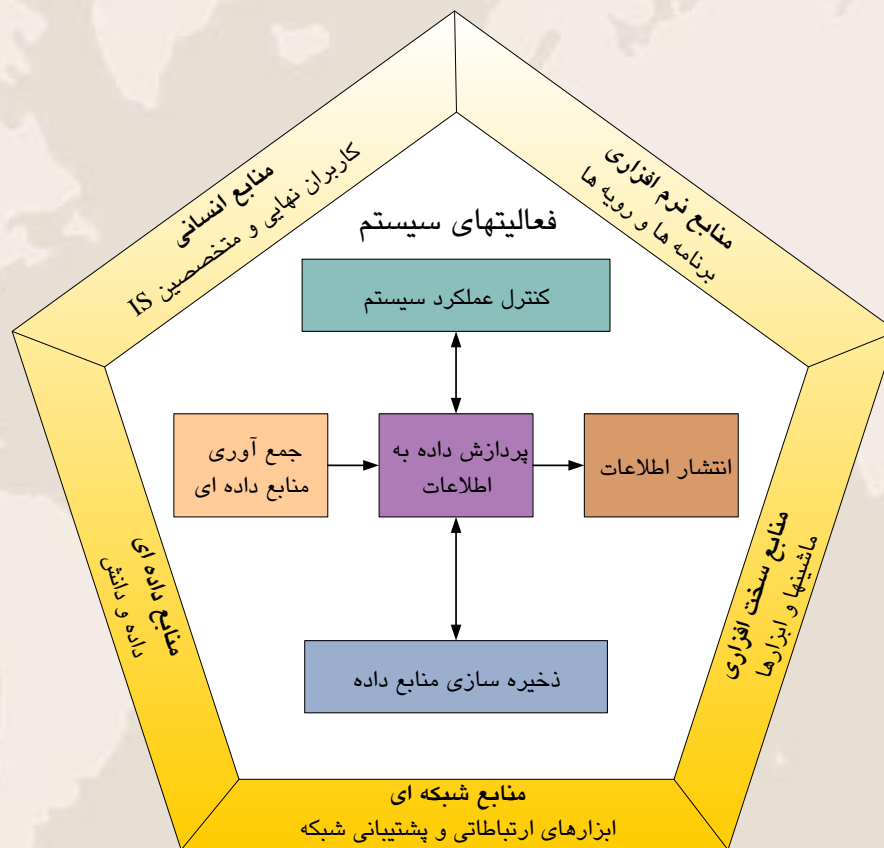 منابع انسانی
کاربران نهایی و متخصصین IS
منابع نرم افزاری
برنامه ها و رویه ها
فعالیتهای سیستم
کنترل عملکرد سیستم
جمع آوری
منابع داده ای
پردازش داده به
اطلاعات
انتشار اطلاعات
ذخیره سازی منابع داده
منابع داده ای
داده و دانش
منابع سخت افزاری
ماشینها و ابزارها
منابع شبکه ای
ابزارهای ارتباطاتی و پشتیبانی شبکه